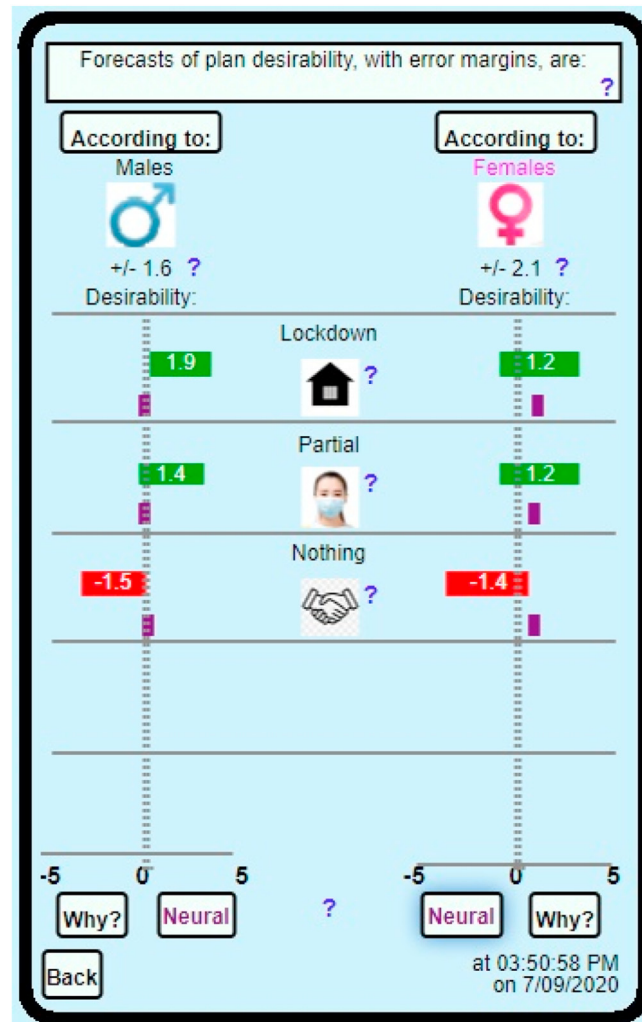 Forecasts of plan desirability, with error margins, are:
?
According to: According to:
Males Females
+/- 1.6 ? +/- 2.1 ?
Desirability: Desirability:
Lockdown
1.9 ? 1.2
Partial
1.4 ? 1.2
Nothing
-1.5 ? -1.4
-5 0 5 -5 0 5
Why? Neural ? Neural Why?
Back at 03:50:58 PM
on 7/09/2020